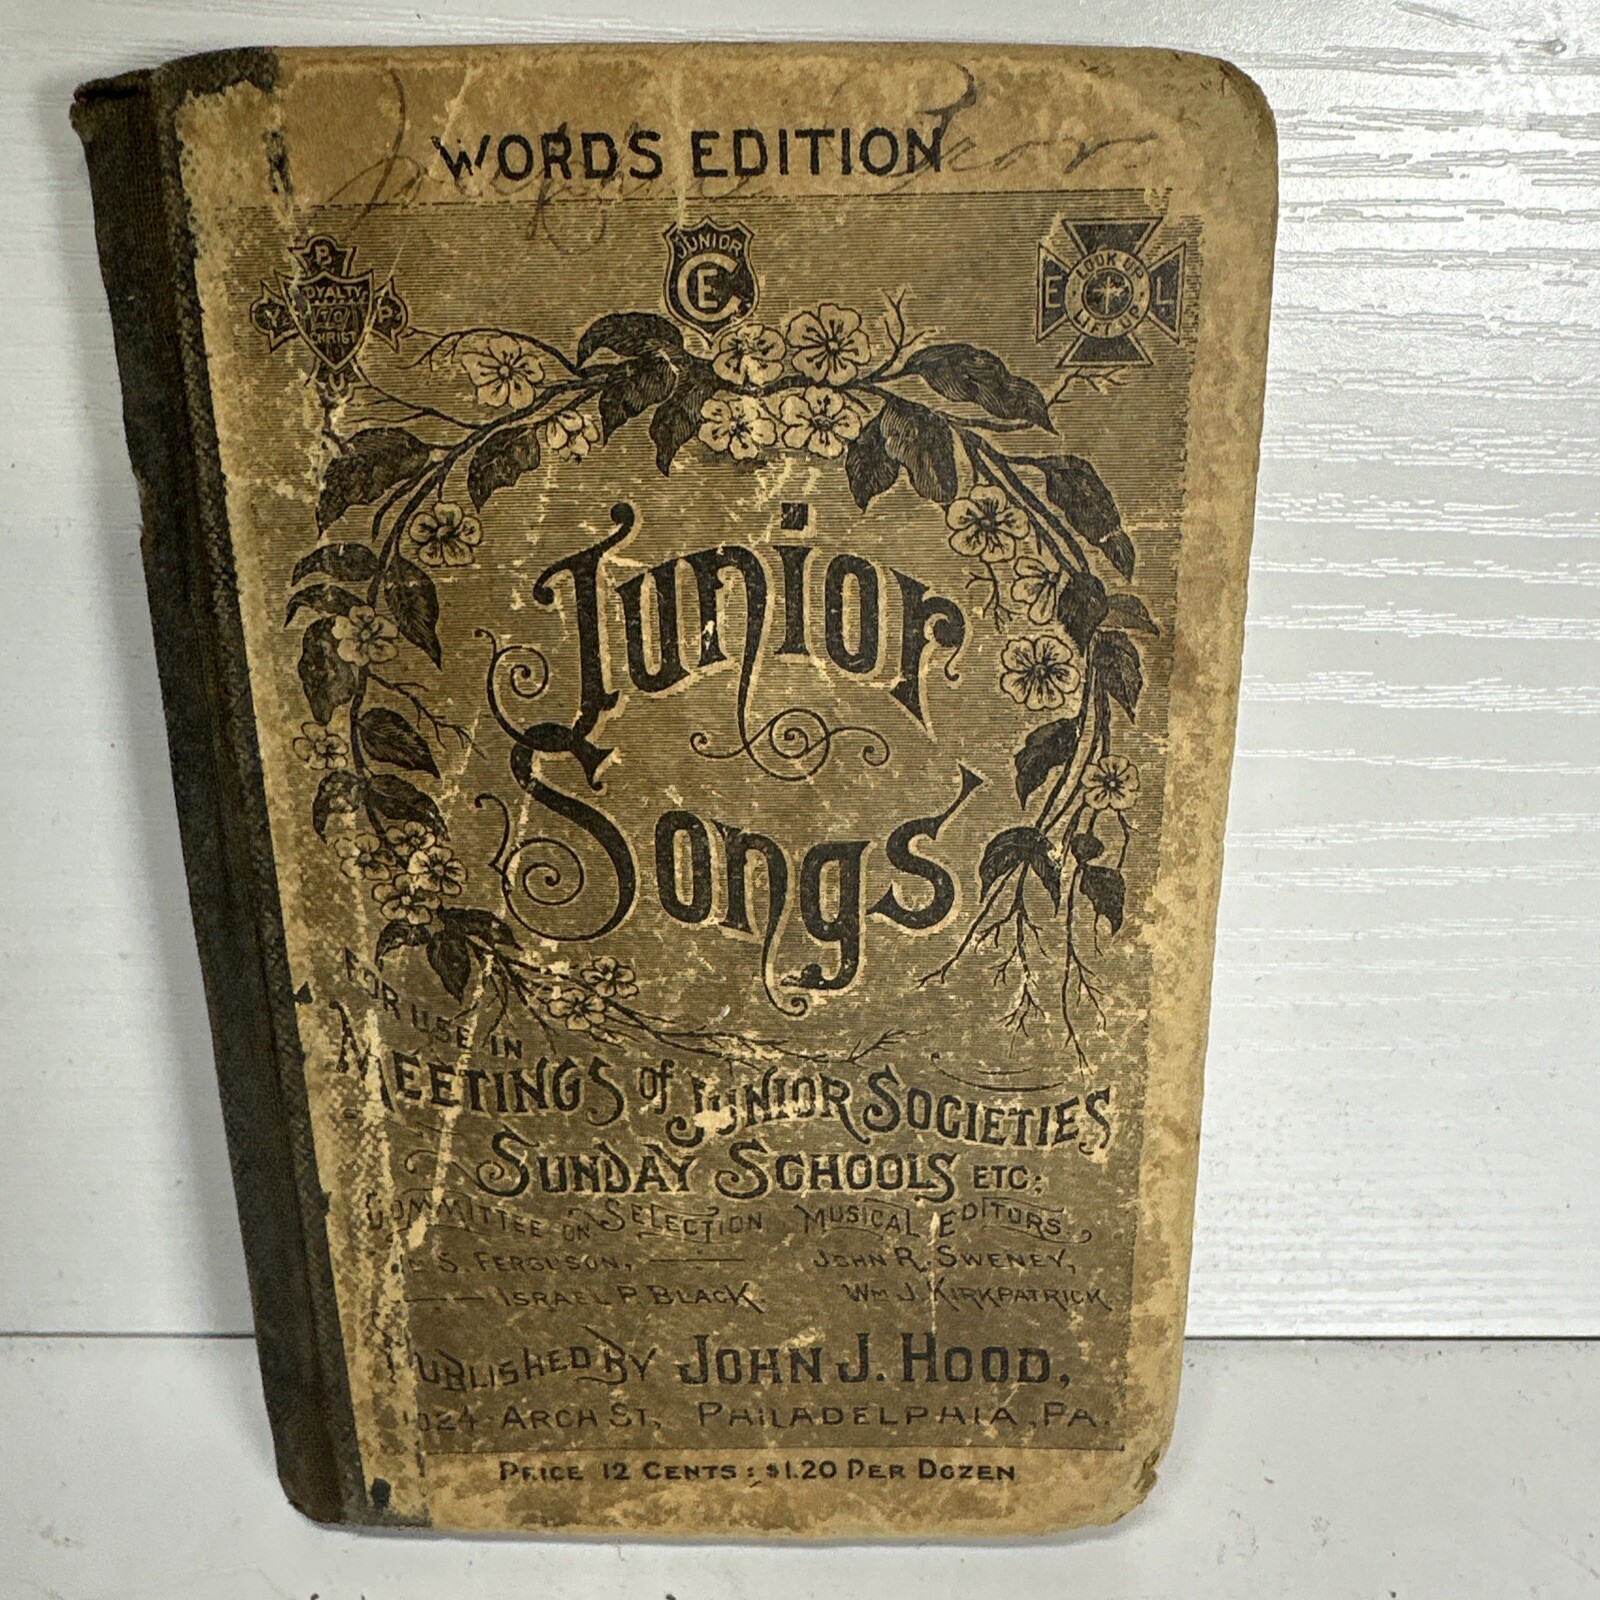 WORDS EDITION
B
Y P
LOYALTY
TO
CHRIST
U
JUNIOR
CE
LOOK UP
E L
LIFT UP
Junior
Songs
FOR USE IN
MEETINGS of JUNIOR SOCIETIES
SUNDAY SCHOOLS ETC:
COMMITTEE ON SELECTION MUSICAL EDITORS.
S. FERGUSON, JOHN R. SWENEY,
ISRAEL P. BLACK. WM J. KIRKPATRICK.
PUBLISHED BY JOHN J. HOOD,
1024 ARCH ST, PHILADELPHIA, PA.
PRICE 12 CENTS : $1.20 PER DOZEN